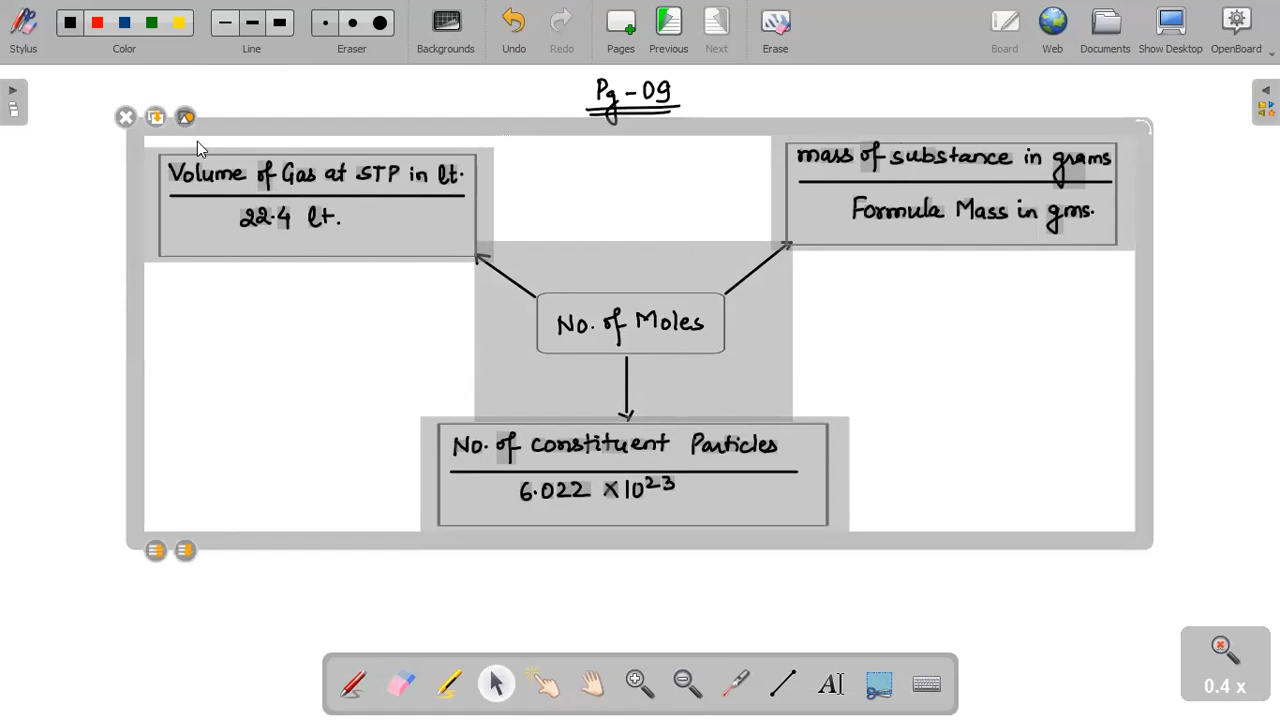 Stylus
Color
Line
Eraser
Backgrounds
Undo
Redo
Pages
Previous
Next
Erase
Board
Web
Documents
Show Desktop
OpenBoard
Pg - 09
Volume of Gas at STP in lt.
22.4 lt.
mass of substance in grams
Formula Mass in gms.
No. of Moles
No. of constituent Particles
6.022 × 10²³
AI
0.4 x